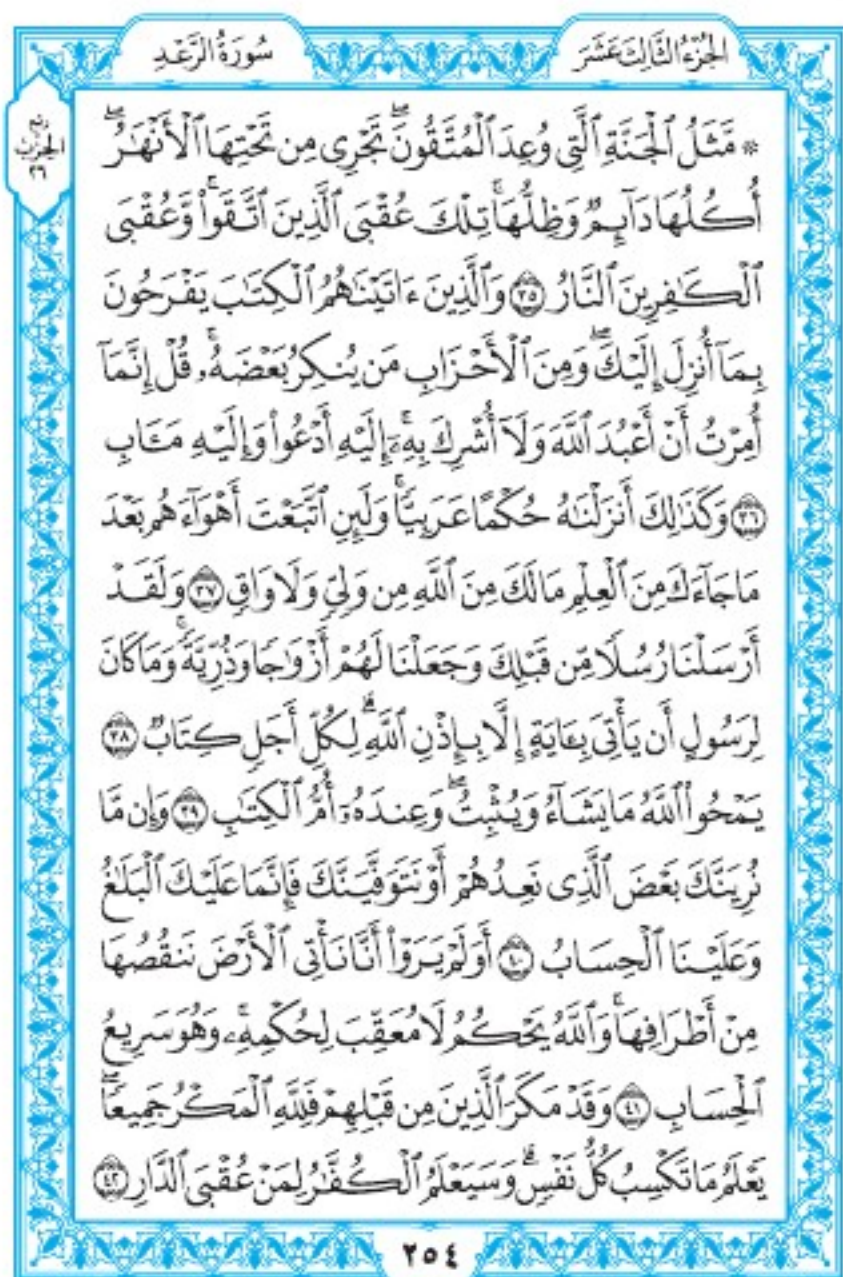 الجُزْءُ الثَّالِثَ عَشَرَ
سُورَةُ الرَّعْدِ
ربع
الحزب
٢٦
۞ مَّثَلُ ٱلْجَنَّةِ ٱلَّتِي وُعِدَ ٱلْمُتَّقُونَۖ تَجْرِي مِن تَحْتِهَا ٱلْأَنْهَٰرُۖ
أُكُلُهَا دَآئِمٌ وَظِلُّهَاۚ تِلْكَ عُقْبَى ٱلَّذِينَ ٱتَّقَوا۟ۚ وَّعُقْبَى
ٱلْكَٰفِرِينَ ٱلنَّارُ ٣٥ وَٱلَّذِينَ ءَاتَيْنَٰهُمُ ٱلْكِتَٰبَ يَفْرَحُونَ
بِمَآ أُنزِلَ إِلَيْكَۖ وَمِنَ ٱلْأَحْزَابِ مَن يُنكِرُ بَعْضَهُۥۚ قُلْ إِنَّمَآ
أُمِرْتُ أَنْ أَعْبُدَ ٱللَّهَ وَلَآ أُشْرِكَ بِهِۦٓۚ إِلَيْهِ أَدْعُوا۟ وَإِلَيْهِ مَـَٔابِ
٣٦ وَكَذَٰلِكَ أَنزَلْنَٰهُ حُكْمًا عَرَبِيًّاۚ وَلَئِنِ ٱتَّبَعْتَ أَهْوَآءَهُم بَعْدَ
مَا جَآءَكَ مِنَ ٱلْعِلْمِ مَا لَكَ مِنَ ٱللَّهِ مِن وَلِيٍّ وَلَا وَاقٍ ٣٧ وَلَقَدْ
أَرْسَلْنَا رُسُلًا مِّن قَبْلِكَ وَجَعَلْنَا لَهُمْ أَزْوَٰجًا وَذُرِّيَّةًۚ وَمَا كَانَ
لِرَسُولٍ أَن يَأْتِيَ بِـَٔايَةٍ إِلَّا بِإِذْنِ ٱللَّهِۗ لِكُلِّ أَجَلٍ كِتَابٌ ٣٨
يَمْحُوا۟ ٱللَّهُ مَا يَشَآءُ وَيُثْبِتُۖ وَعِندَهُۥٓ أُمُّ ٱلْكِتَٰبِ ٣٩ وَإِن مَّا
نُرِيَنَّكَ بَعْضَ ٱلَّذِي نَعِدُهُمْ أَوْ نَتَوَفَّيَنَّكَ فَإِنَّمَا عَلَيْكَ ٱلْبَلَٰغُ
وَعَلَيْنَا ٱلْحِسَابُ ٤٠ أَوَلَمْ يَرَوْا۟ أَنَّا نَأْتِي ٱلْأَرْضَ نَنقُصُهَا
مِنْ أَطْرَافِهَاۚ وَٱللَّهُ يَحْكُمُ لَا مُعَقِّبَ لِحُكْمِهِۦۚ وَهُوَ سَرِيعُ
ٱلْحِسَابِ ٤١ وَقَدْ مَكَرَ ٱلَّذِينَ مِن قَبْلِهِمْ فَلِلَّهِ ٱلْمَكْرُ جَمِيعًاۖ
يَعْلَمُ مَا تَكْسِبُ كُلُّ نَفْسٍۗ وَسَيَعْلَمُ ٱلْكُفَّٰرُ لِمَنْ عُقْبَى ٱلدَّارِ ٤٢
٢٥٤